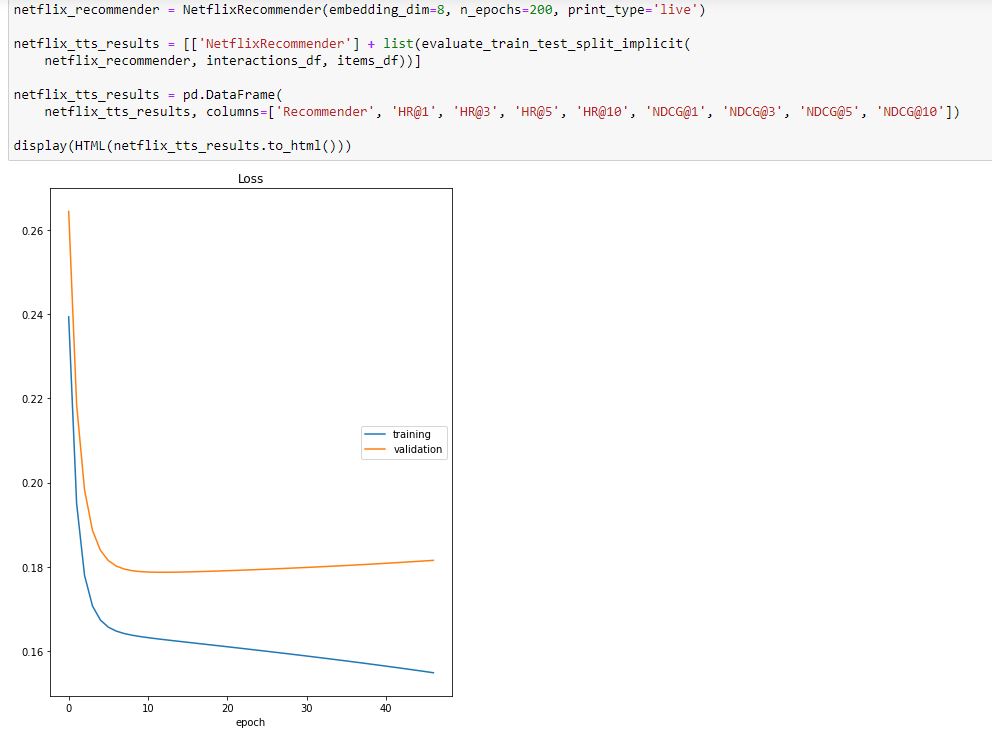 netflix_recommender = NetflixRecommender(embedding_dim=8, n_epochs=200, print_type='live')
netflix_tts_results = [['NetflixRecommender'] + list(evaluate_train_test_split_implicit(
netflix_recommender, interactions_df, items_df))]
netflix_tts_results = pd.DataFrame(
netflix_tts_results, columns=['Recommender', 'HR@1', 'HR@3', 'HR@5', 'HR@10', 'NDCG@1', 'NDCG@3', 'NDCG@5', 'NDCG@10'])
display(HTML(netflix_tts_results.to_html()))
Loss
0.26
0.24
0.22
training
validation
0.20
0.18
0.16
0 10 20 30 40
epoch